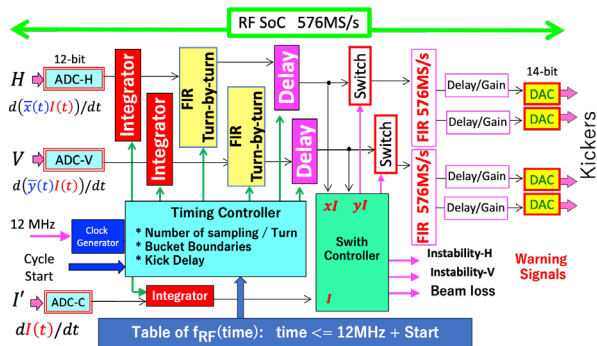 RF SoC 576MS/s
12-bit
H
ADC-H
d(x̅(t)I(t))/dt
Integrator
FIR
Turn-by-turn
Delay
Switch
FIR 576MS/s
Delay/Gain
14-bit
DAC
Delay/Gain
DAC
Kickers
V
ADC-V
d(y̅(t)I(t))/dt
Integrator
FIR
Turn-by-turn
Delay
Switch
FIR 576MS/s
Delay/Gain
DAC
Delay/Gain
DAC
xI yI
12 MHz
Clock
Generator
Cycle
Start
Timing Controller
* Number of sampling / Turn
* Bucket Boundaries
* Kick Delay
Swith
Controller
I
Instability-H
Instability-V
Beam loss
Warning
Signals
I′
ADC-C
Integrator
dI(t)/dt
Table of fRF(time): time <= 12MHz + Start